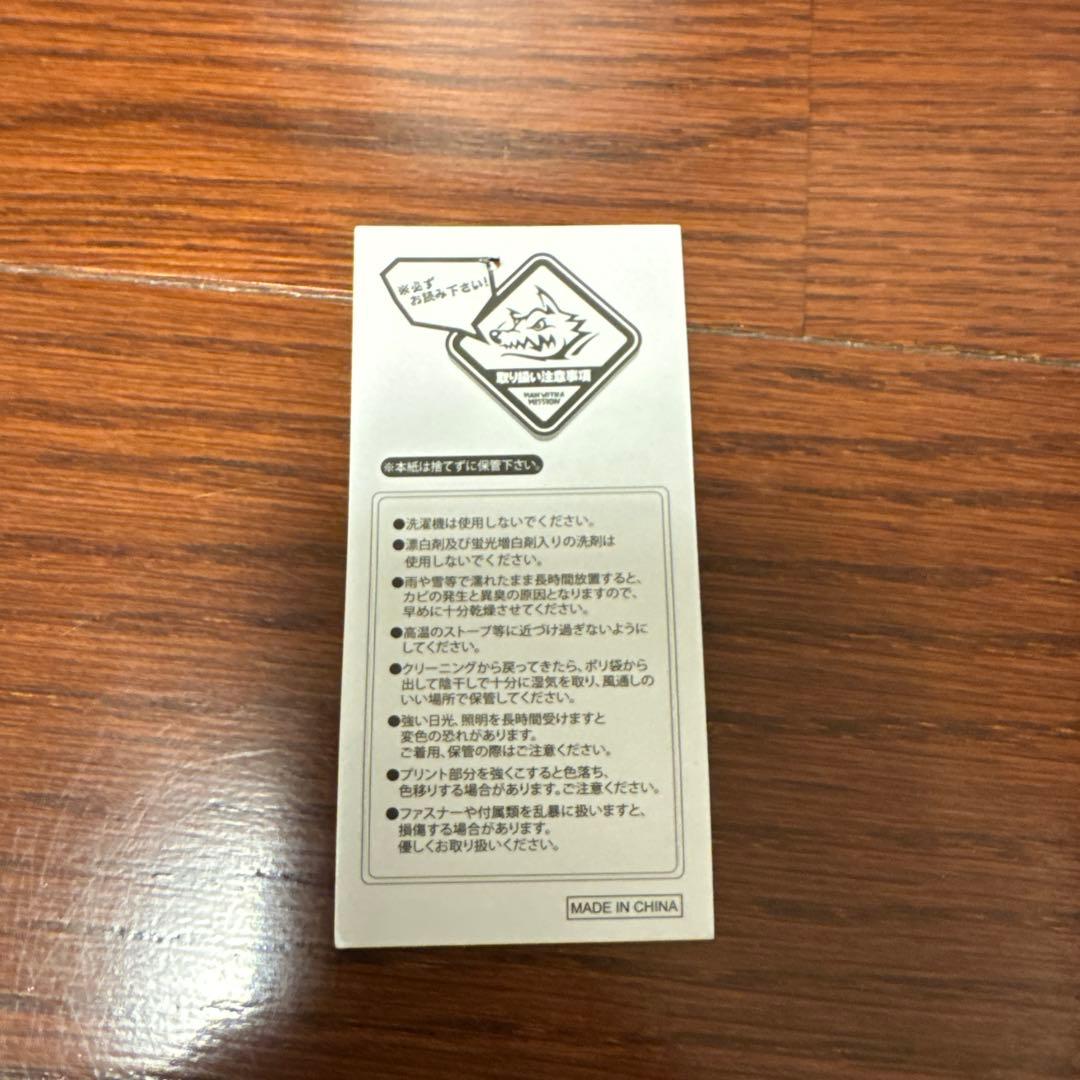 ※必ず
お読み下さい!
取り扱い注意事項
MAN WITH A
MISSION
※本紙は捨てずに保管下さい。
●洗濯機は使用しないでください。
●漂白剤及び蛍光増白剤入りの洗剤は
使用しないでください。
●雨や雪等で濡れたまま長時間放置すると、
カビの発生と異臭の原因となりますので、
早めに十分乾燥させてください。
●高温のストーブ等に近づけ過ぎないように
してください。
●クリーニングから戻ってきたら、ポリ袋から
出して陰干しで十分に湿気を取り、風通しの
いい場所で保管してください。
●強い日光、照明を長時間受けますと
変色の恐れがあります。
ご着用、保管の際はご注意ください。
●プリント部分を強くこすると色落ち、
色移りする場合があります。ご注意ください。
●ファスナーや付属類を乱暴に扱いますと、
損傷する場合があります。
優しくお取り扱いください。
MADE IN CHINA